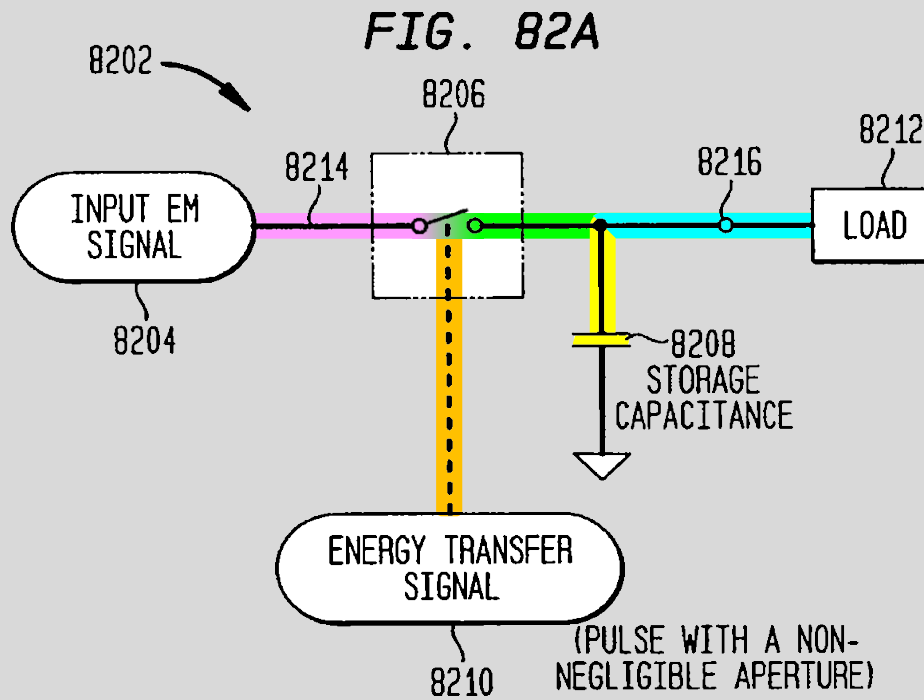 FIG. 82A
8202
8206
8212
8214
8216
INPUT EM
SIGNAL
LOAD
8204
8208
STORAGE
CAPACITANCE
ENERGY TRANSFER
SIGNAL
8210
(PULSE WITH A NON-
NEGLIGIBLE APERTURE)